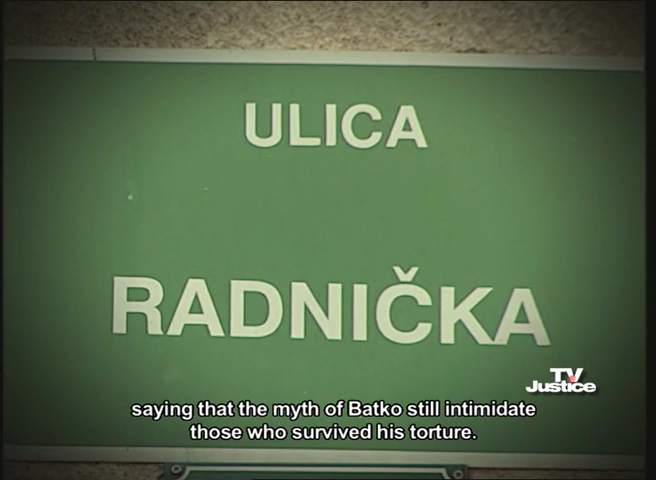 ULICA
RADNIČKA
TV
Justice
saying that the myth of Batko still intimidate
those who survived his torture.